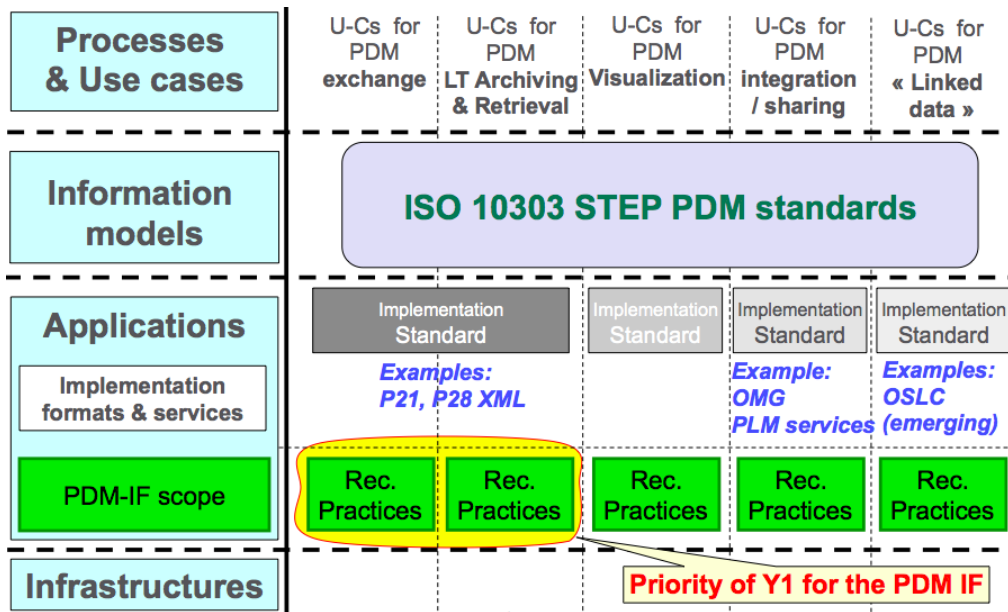 Processes
& Use cases
U-Cs for
PDM
exchange
U-Cs for
PDM
LT Archiving
& Retrieval
U-Cs for
PDM
Visualization
U-Cs for
PDM
integration
/ sharing
U-Cs for
PDM
« Linked
data »
Information
models
ISO 10303 STEP PDM standards
Applications
Implementation
formats & services
Implementation
Standard
Implementation
Standard
Implementation
Standard
Implementation
Standard
Examples:
P21, P28 XML
Example:
OMG
PLM services
Examples:
OSLC
(emerging)
PDM-IF scope
Rec.
Practices
Rec.
Practices
Rec.
Practices
Rec.
Practices
Rec.
Practices
Infrastructures
Priority of Y1 for the PDM IF